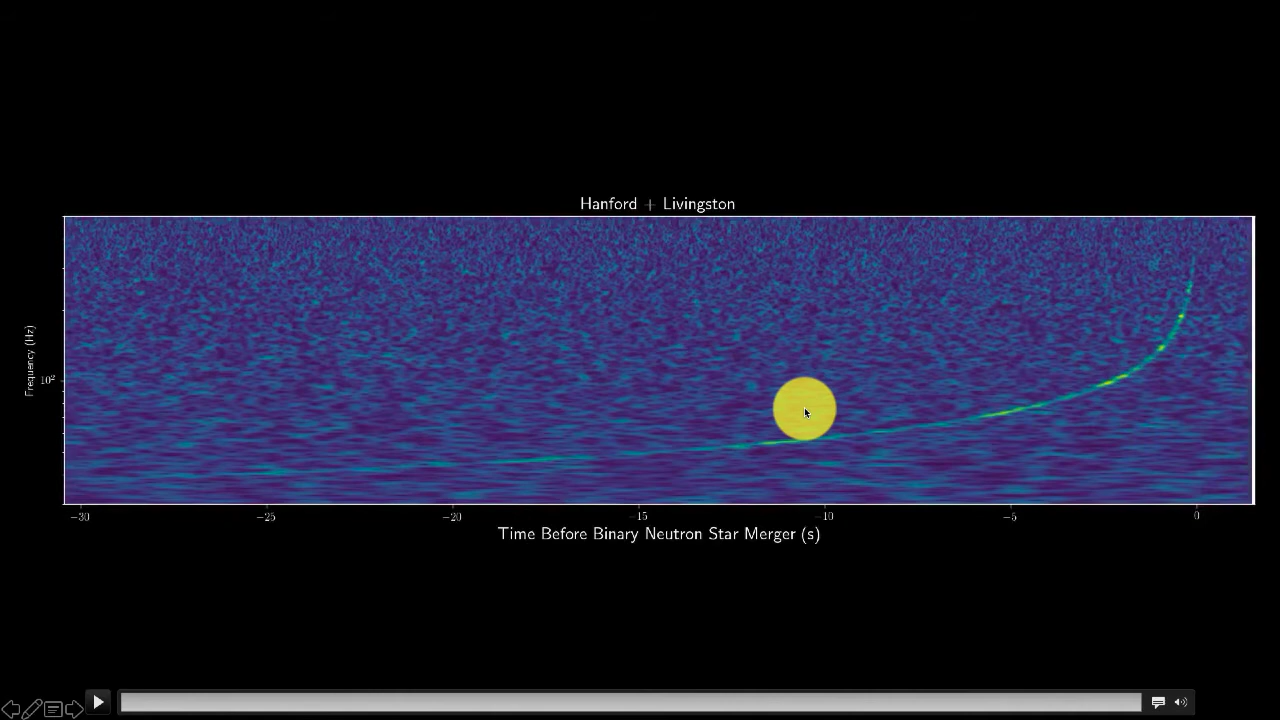 Hanford + Livingston
Frequency (Hz)
10²
−30
−25
−20
−15
−10
−5
0
Time Before Binary Neutron Star Merger (s)